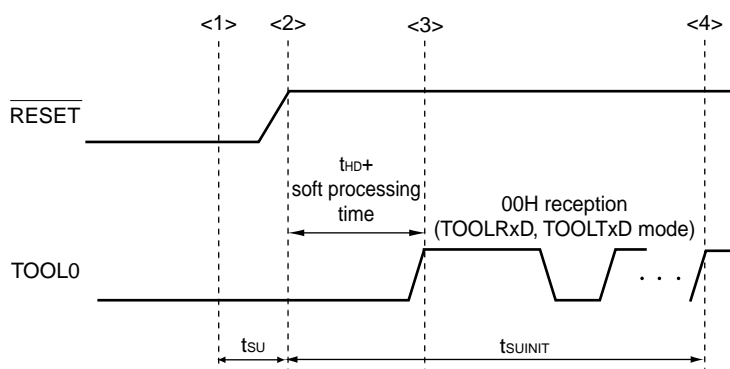 <1> <2> <3> <4>
RESET
tHD+
soft processing
time
00H reception
(TOOLRxD, TOOLTxD mode)
TOOL0
. . .
tSU
tSUINIT